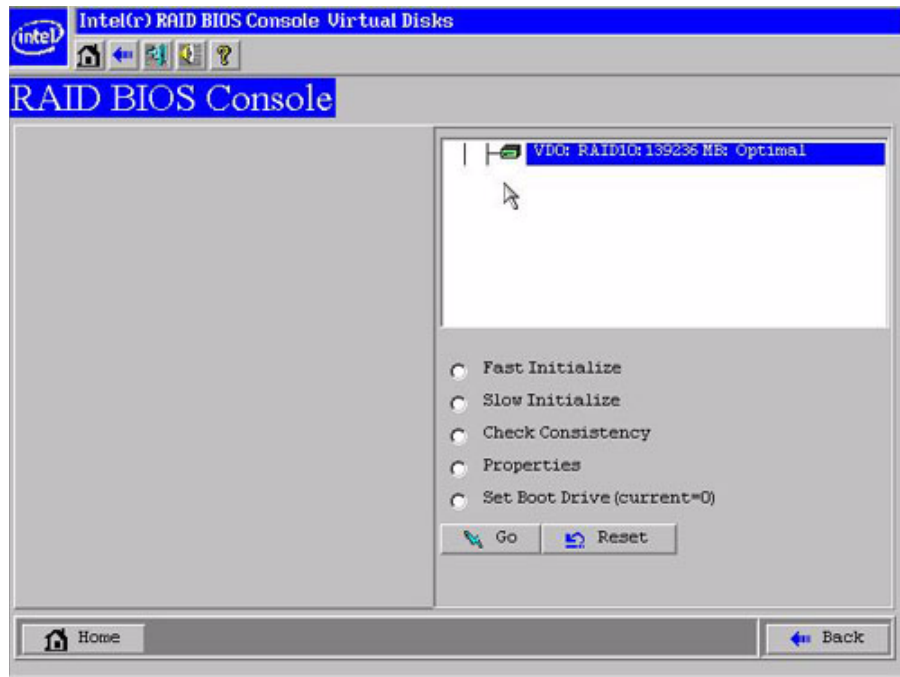 Intel(r) RAID BIOS Console Virtual Disks
intel
?
RAID BIOS Console
VD0: RAID10: 139236 MB: Optimal
Fast Initialize
Slow Initialize
Check Consistency
Properties
Set Boot Drive (current=0)
Go
Reset
Home
Back